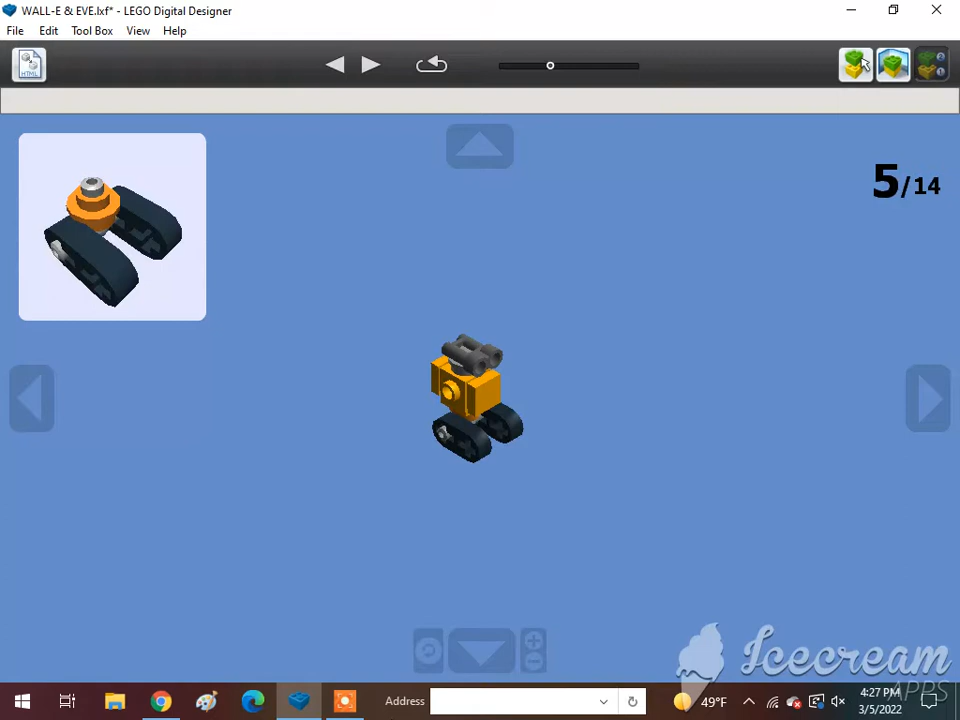 WALL-E & EVE.lxf* - LEGO Digital Designer
File Edit Tool Box View Help
HTML
5/14
Icecream
APPS
Address
49°F
4:27 PM
3/5/2022